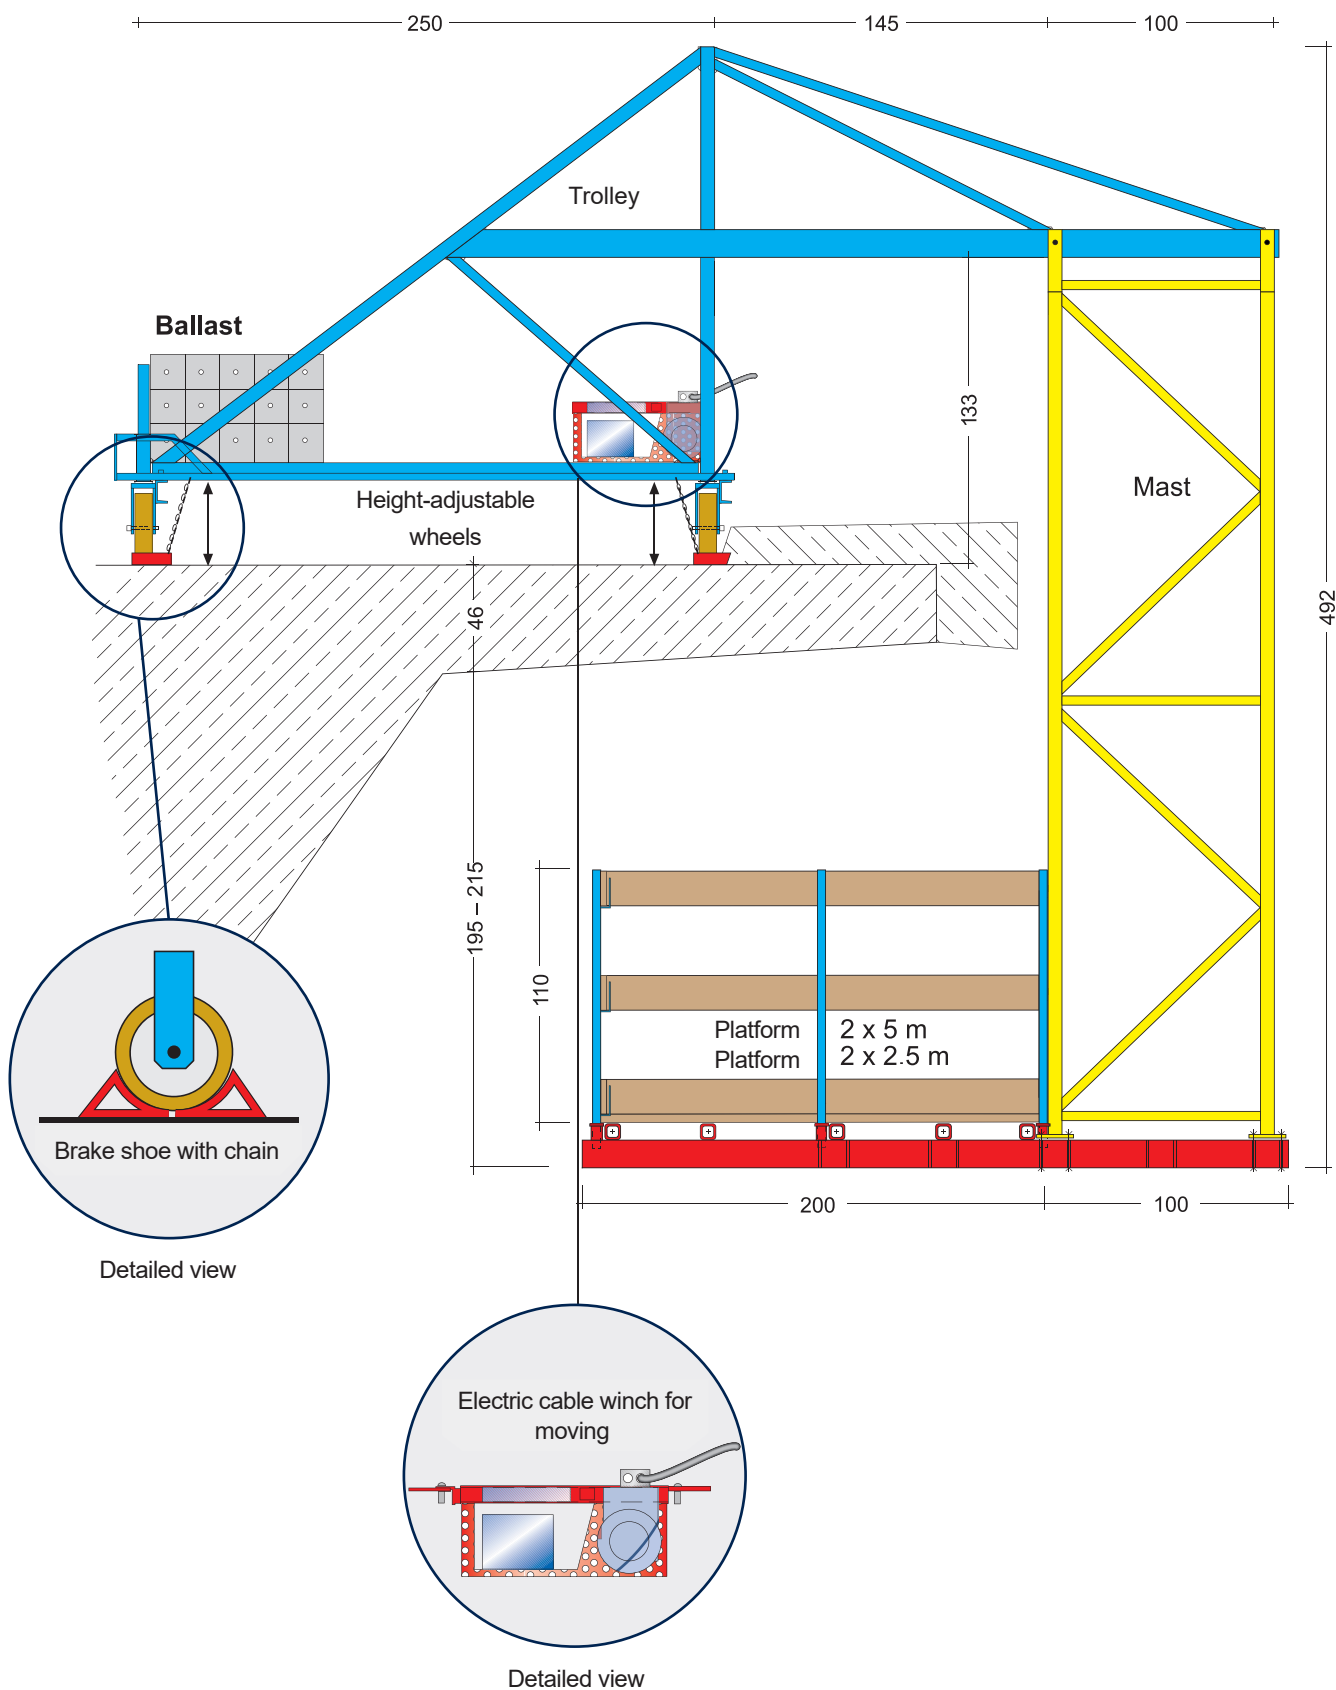 250
145
100
Trolley
Ballast
133
Mast
Height-adjustable
wheels
46
492
195 – 215
110
Platform 2 x 5 m
Platform 2 x 2.5 m
Brake shoe with chain
200
100
Detailed view
Electric cable winch for
moving
Detailed view